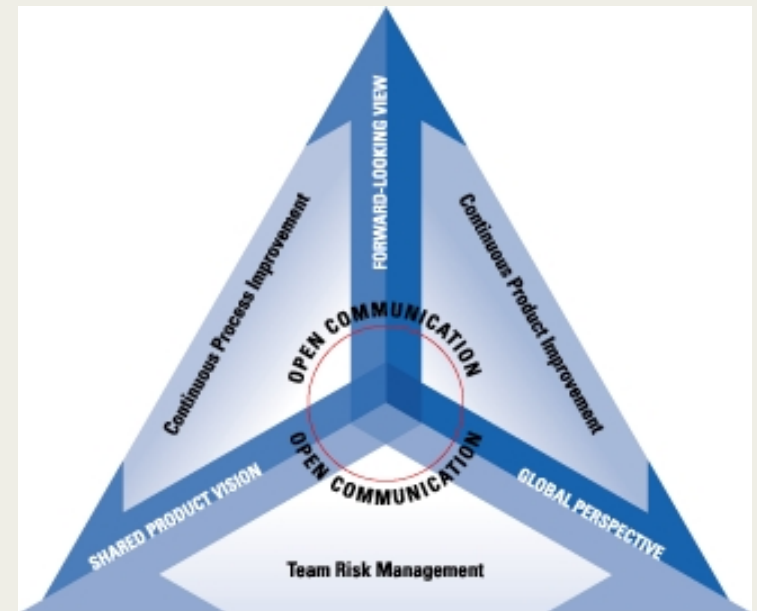 FORWARD-LOOKING VIEW
Continuous Process Improvement
Continuous Product Improvement
OPEN COMMUNICATION
OPEN COMMUNICATION
SHARED PRODUCT VISION
GLOBAL PERSPECTIVE
Team Risk Management